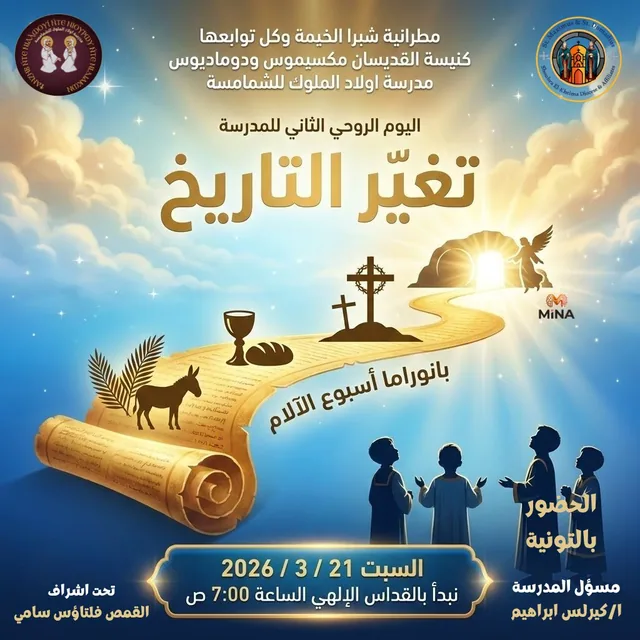 مطرانية شبرا الخيمة وكل توابعها
كنيسة القديسان مكسيموس ودوماديوس
مدرسة اولاد الملوك للشمامسة
اليوم الروحي الثاني للمدرسة
تغيّر التاريخ
MiNA
بانوراما أسبوع الآلام
الحضور
بالتونية
السبت 21 / 3 / 2026
نبدأ بالقداس الإلهي الساعة 7:00 ص
مسؤل المدرسة
ا/كيرلس ابراهيم
تحت اشراف
القمص فلتاؤس سامي